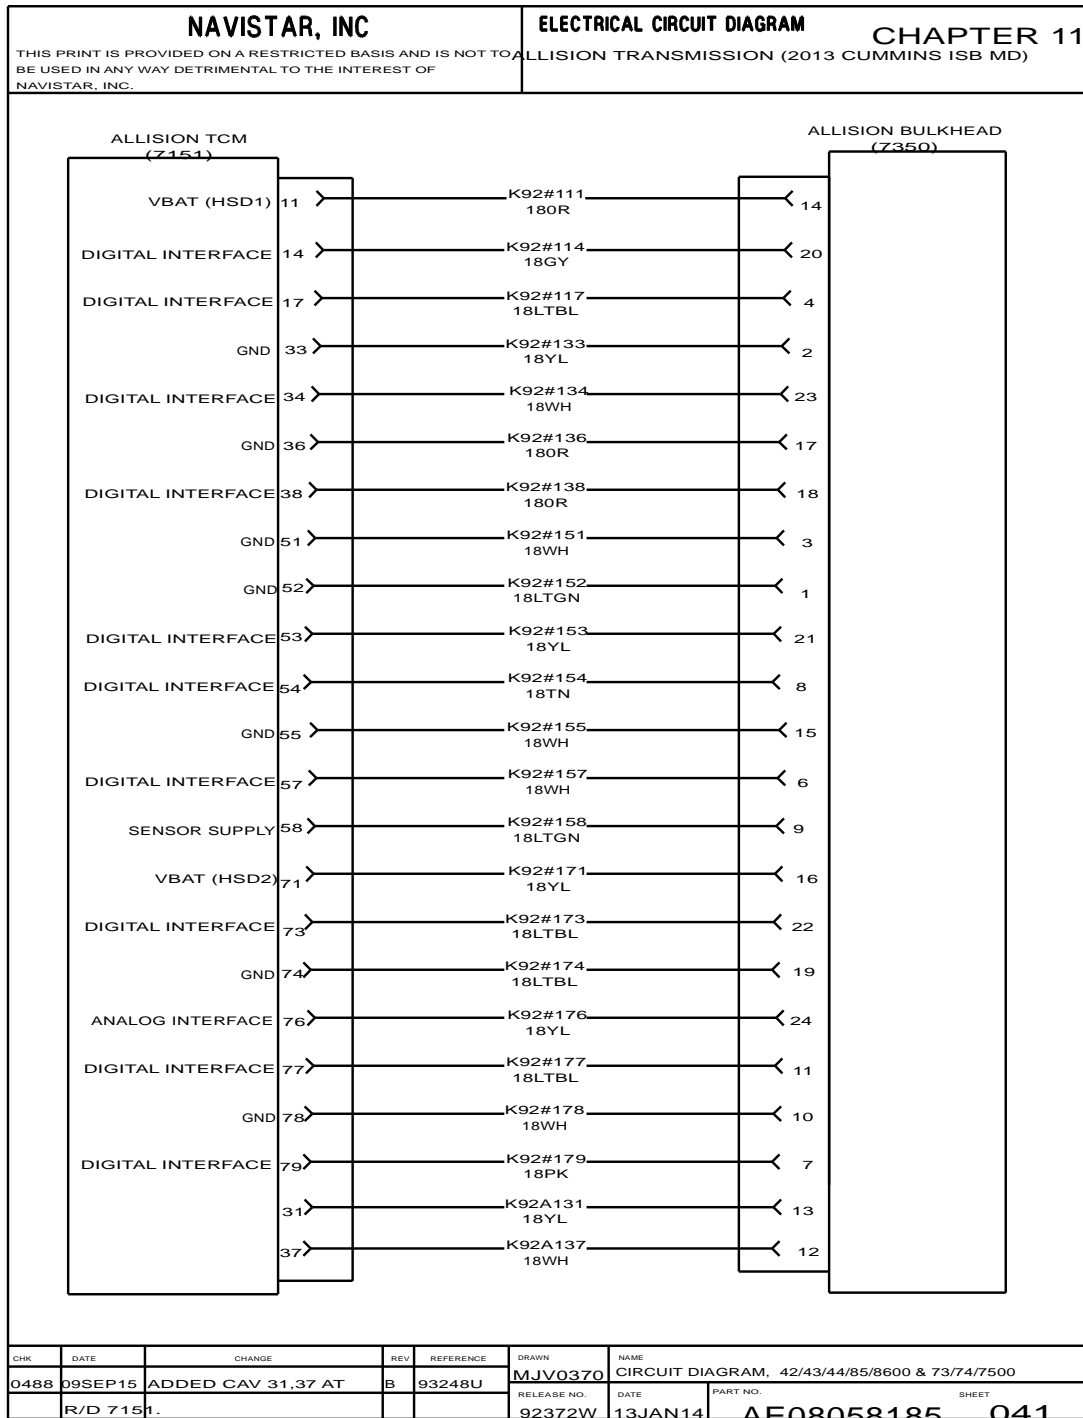 NAVISTAR, INC
THIS PRINT IS PROVIDED ON A RESTRICTED BASIS AND IS NOT TO
BE USED IN ANY WAY DETRIMENTAL TO THE INTEREST OF
NAVISTAR, INC.
ELECTRICAL CIRCUIT DIAGRAM
CHAPTER 11
ALLISION TRANSMISSION (2013 CUMMINS ISB MD)
ALLISION TCM
(7151)
ALLISION BULKHEAD
(7350)
VBAT (HSD1) 11 K92#111 14
180R
DIGITAL INTERFACE 14 K92#114 20
18GY
DIGITAL INTERFACE 17 K92#117 4
18LTBL
GND 33 K92#133 2
18YL
DIGITAL INTERFACE 34 K92#134 23
18WH
GND 36 K92#136 17
180R
DIGITAL INTERFACE 38 K92#138 18
180R
GND 51 K92#151 3
18WH
GND 52 K92#152 1
18LTGN
DIGITAL INTERFACE 53 K92#153 21
18YL
DIGITAL INTERFACE 54 K92#154 8
18TN
GND 55 K92#155 15
18WH
DIGITAL INTERFACE 57 K92#157 6
18WH
SENSOR SUPPLY 58 K92#158 9
18LTGN
VBAT (HSD2) 71 K92#171 16
18YL
DIGITAL INTERFACE 73 K92#173 22
18LTBL
GND 74 K92#174 19
18LTBL
ANALOG INTERFACE 76 K92#176 24
18YL
DIGITAL INTERFACE 77 K92#177 11
18LTBL
GND 78 K92#178 10
18WH
DIGITAL INTERFACE 79 K92#179 7
18PK
31 K92A131 13
18YL
37 K92A137 12
18WH
CHK DATE CHANGE REV REFERENCE
0488 09SEP15 ADDED CAV 31,37 AT B 93248U
R/D 7151.
DRAWN NAME
MJV0370 CIRCUIT DIAGRAM, 42/43/44/85/8600 & 73/74/7500
RELEASE NO. DATE PART NO. SHEET
92372W 13JAN14 AE08058185 041